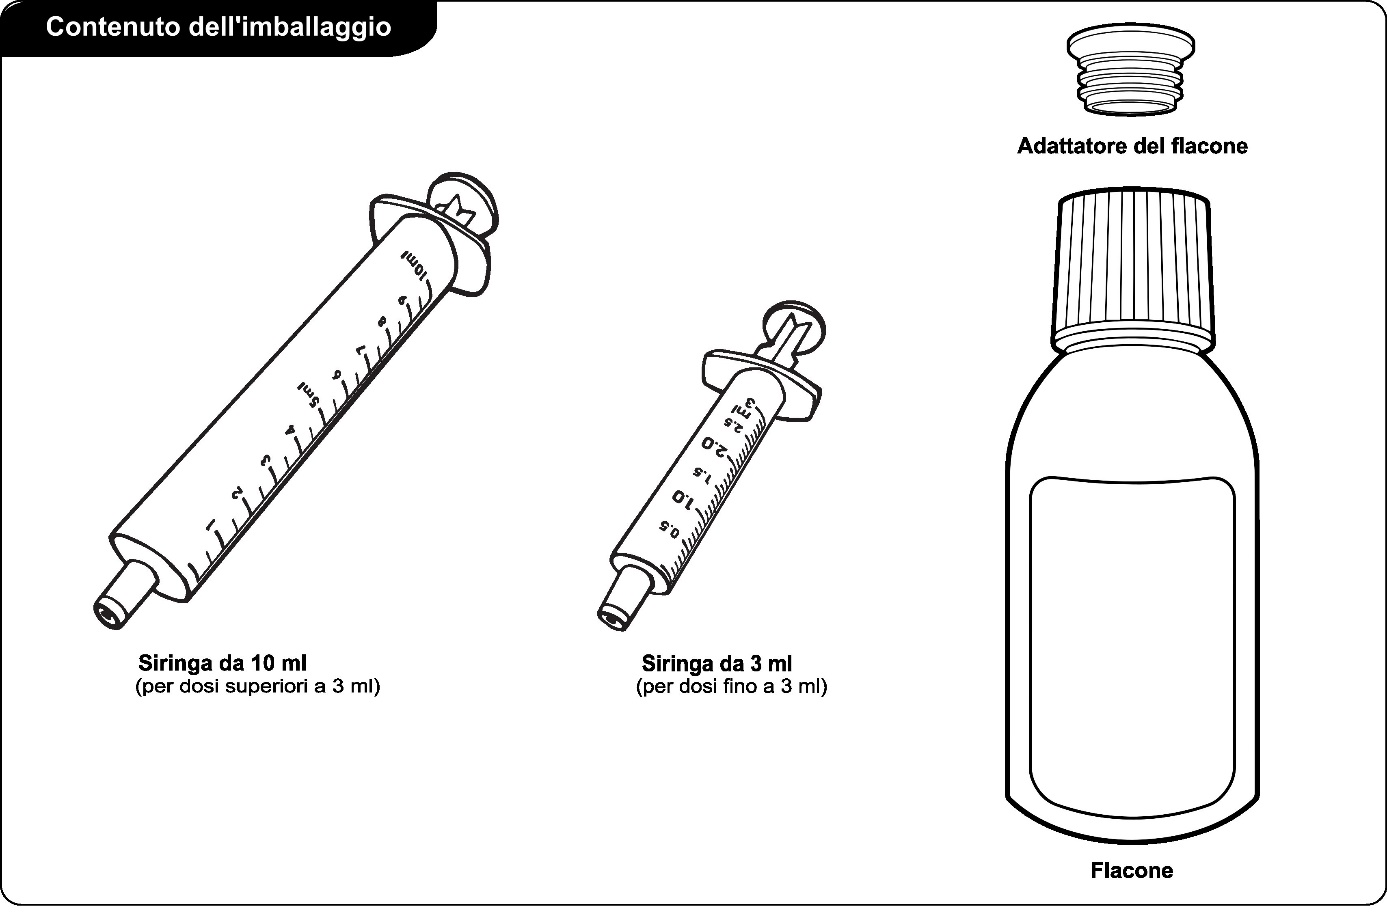 Contenuto dell'imballaggio
Adattatore del flacone
10ml
9
8
7
6
5ml
4
3
2
1
3
ml
2.5
2.0
1.5
1.0
0.5
Siringa da 10 ml
(per dosi superiori a 3 ml)
Siringa da 3 ml
(per dosi fino a 3 ml)
Flacone